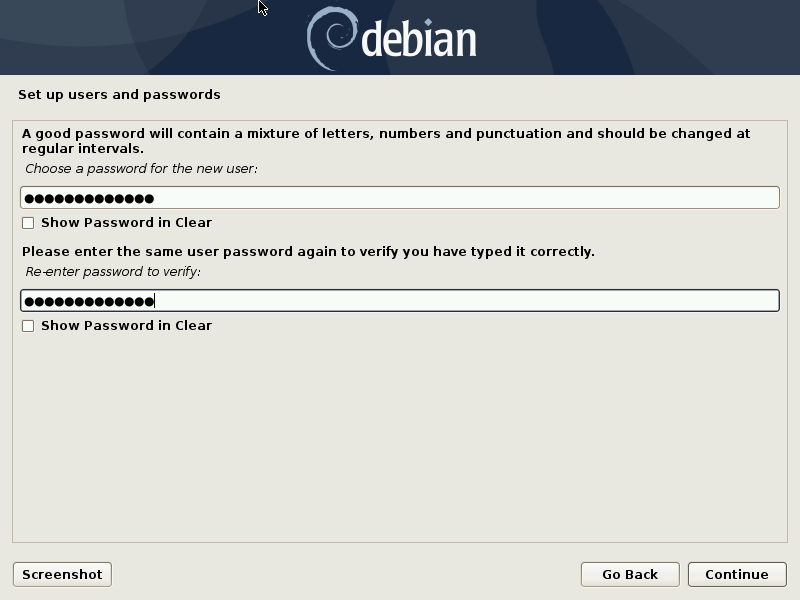 debian
Set up users and passwords
A good password will contain a mixture of letters, numbers and punctuation and should be changed at
regular intervals.
Choose a password for the new user:
●●●●●●●●●●●●●
Show Password in Clear
Please enter the same user password again to verify you have typed it correctly.
Re-enter password to verify:
●●●●●●●●●●●●●
Show Password in Clear
Screenshot
Go Back
Continue